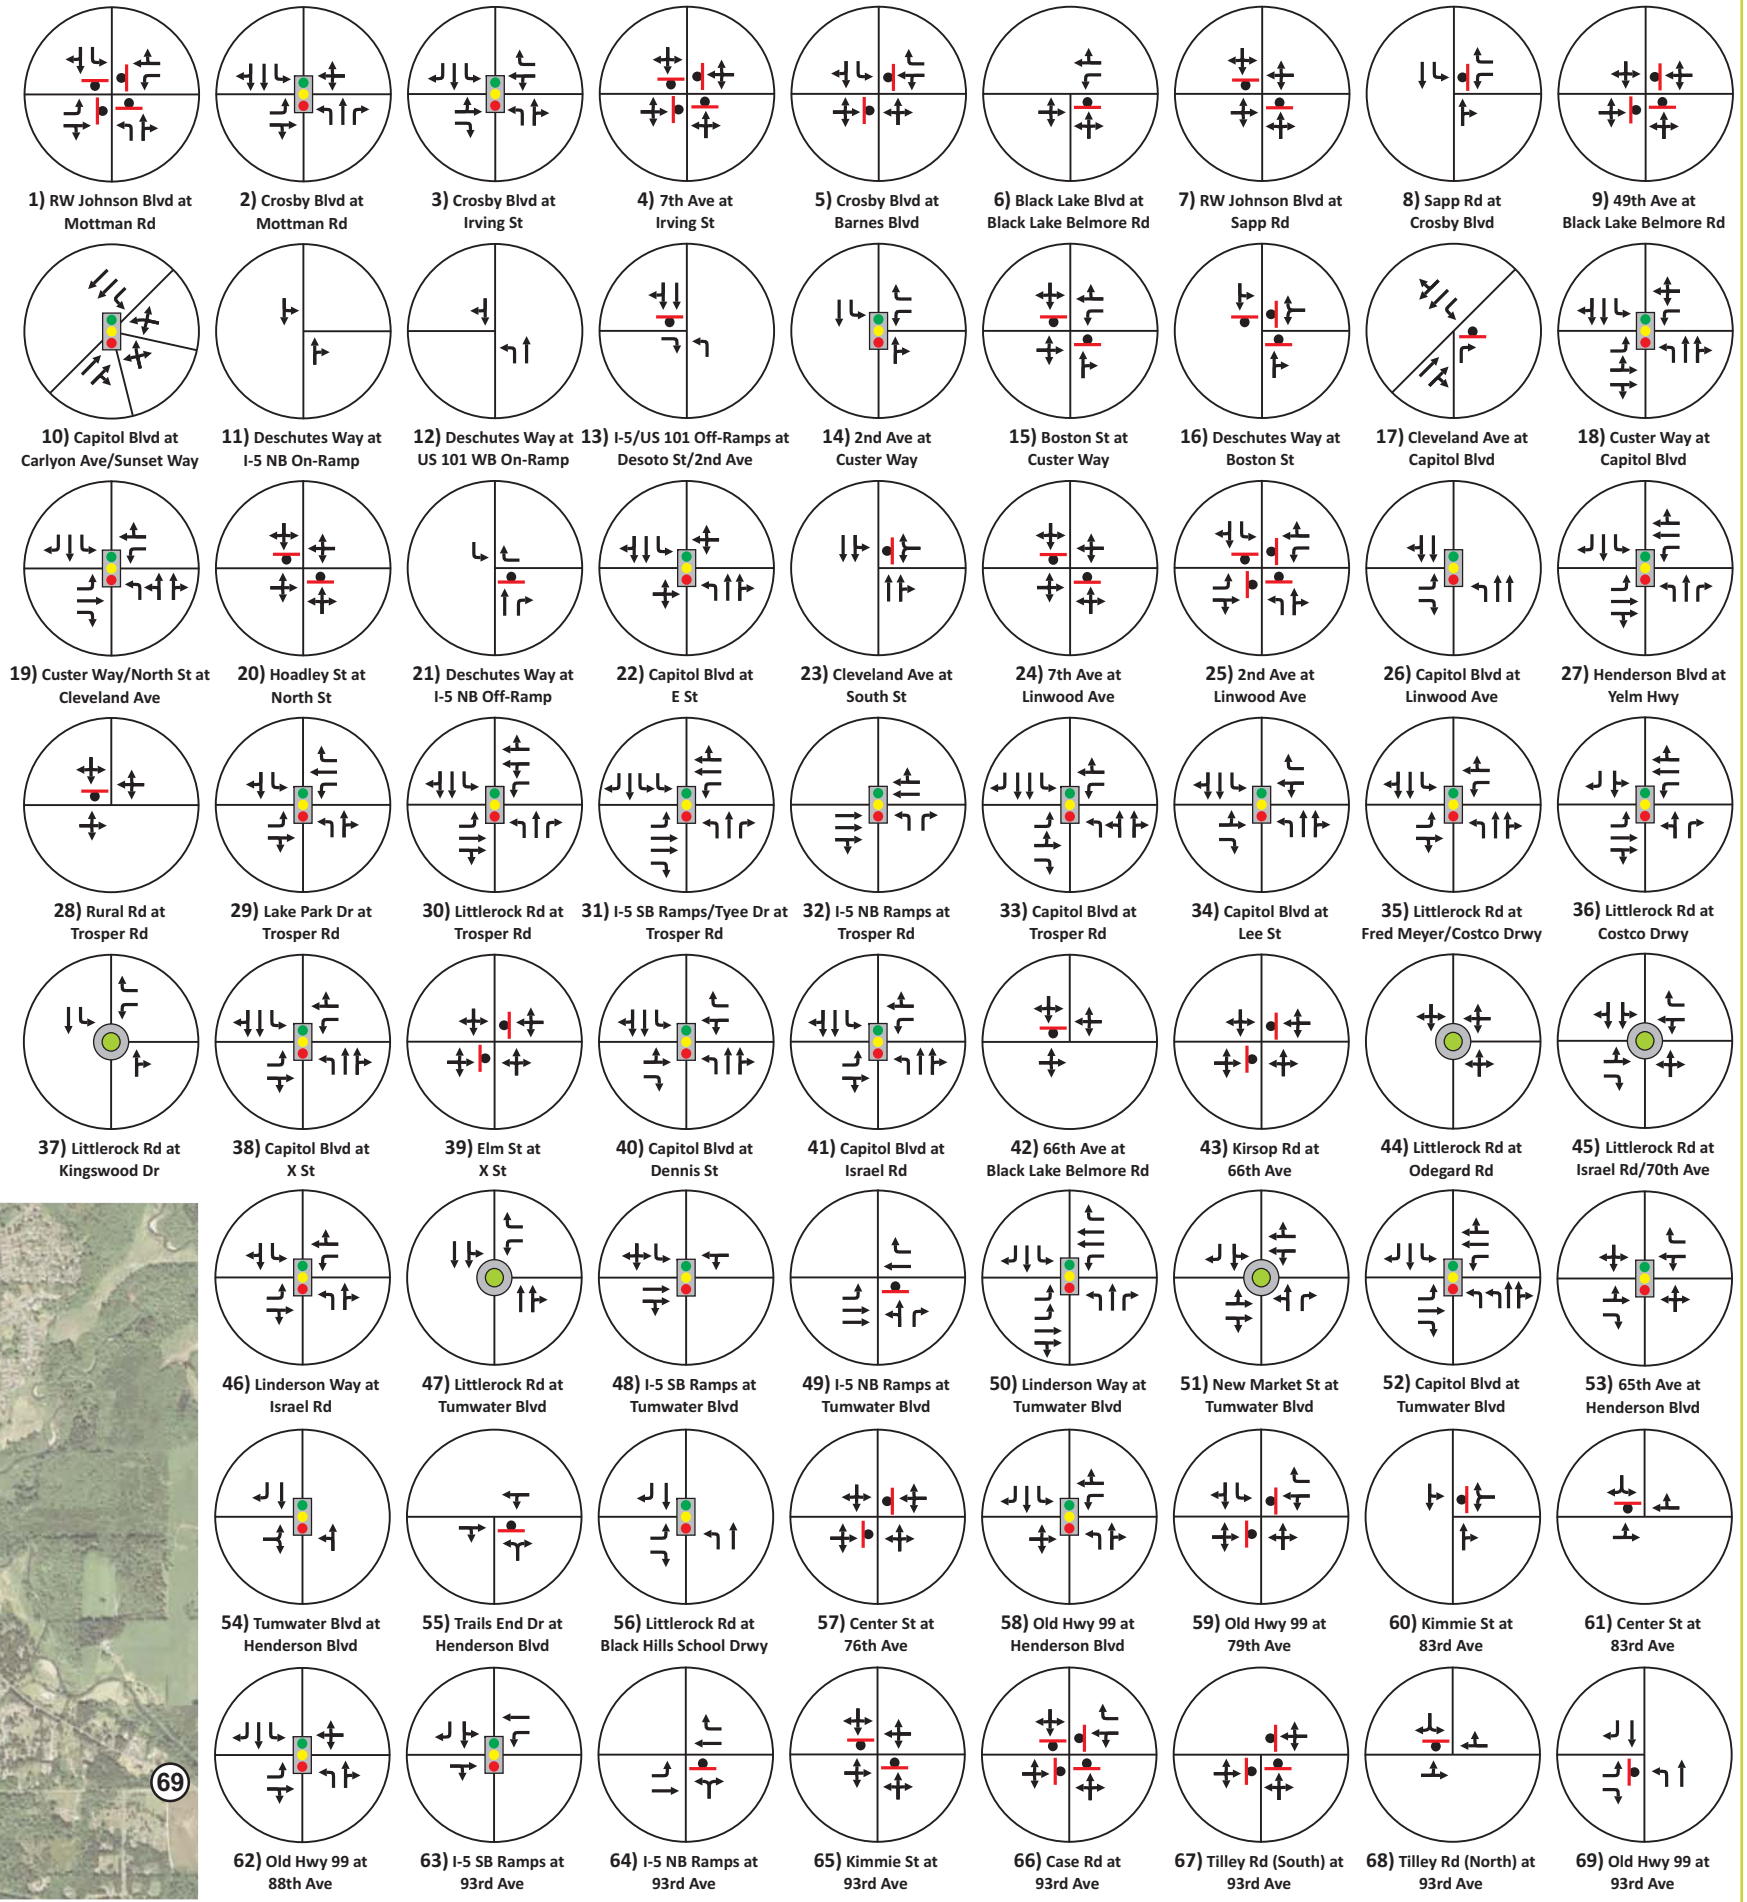 1) RW Johnson Blvd at
Mottman Rd
2) Crosby Blvd at
Mottman Rd
3) Crosby Blvd at
Irving St
4) 7th Ave at
Irving St
5) Crosby Blvd at
Barnes Blvd
6) Black Lake Blvd at
Black Lake Belmore Rd
7) RW Johnson Blvd at
Sapp Rd
8) Sapp Rd at
Crosby Blvd
9) 49th Ave at
Black Lake Belmore Rd
10) Capitol Blvd at
Carlyon Ave/Sunset Way
11) Deschutes Way at
I-5 NB On-Ramp
12) Deschutes Way at
US 101 WB On-Ramp
13) I-5/US 101 Off-Ramps at
Desoto St/2nd Ave
14) 2nd Ave at
Custer Way
15) Boston St at
Custer Way
16) Deschutes Way at
Boston St
17) Cleveland Ave at
Capitol Blvd
18) Custer Way at
Capitol Blvd
19) Custer Way/North St at
Cleveland Ave
20) Hoadley St at
North St
21) Deschutes Way at
I-5 NB Off-Ramp
22) Capitol Blvd at
E St
23) Cleveland Ave at
South St
24) 7th Ave at
Linwood Ave
25) 2nd Ave at
Linwood Ave
26) Capitol Blvd at
Linwood Ave
27) Henderson Blvd at
Yelm Hwy
28) Rural Rd at
Trosper Rd
29) Lake Park Dr at
Trosper Rd
30) Littlerock Rd at
Trosper Rd
31) I-5 SB Ramps/Tyee Dr at
Trosper Rd
32) I-5 NB Ramps at
Trosper Rd
33) Capitol Blvd at
Trosper Rd
34) Capitol Blvd at
Lee St
35) Littlerock Rd at
Fred Meyer/Costco Drwy
36) Littlerock Rd at
Costco Drwy
37) Littlerock Rd at
Kingswood Dr
38) Capitol Blvd at
X St
39) Elm St at
X St
40) Capitol Blvd at
Dennis St
41) Capitol Blvd at
Israel Rd
42) 66th Ave at
Black Lake Belmore Rd
43) Kirsop Rd at
66th Ave
44) Littlerock Rd at
Odegard Rd
45) Littlerock Rd at
Israel Rd/70th Ave
46) Linderson Way at
Israel Rd
47) Littlerock Rd at
Tumwater Blvd
48) I-5 SB Ramps at
Tumwater Blvd
49) I-5 NB Ramps at
Tumwater Blvd
50) Linderson Way at
Tumwater Blvd
51) New Market St at
Tumwater Blvd
52) Capitol Blvd at
Tumwater Blvd
53) 65th Ave at
Henderson Blvd
54) Tumwater Blvd at
Henderson Blvd
55) Trails End Dr at
Henderson Blvd
56) Littlerock Rd at
Black Hills School Drwy
57) Center St at
76th Ave
58) Old Hwy 99 at
Henderson Blvd
59) Old Hwy 99 at
79th Ave
60) Kimmie St at
83rd Ave
61) Center St at
83rd Ave
69
62) Old Hwy 99 at
88th Ave
63) I-5 SB Ramps at
93rd Ave
64) I-5 NB Ramps at
93rd Ave
65) Kimmie St at
93rd Ave
66) Case Rd at
93rd Ave
67) Tilley Rd (South) at
93rd Ave
68) Tilley Rd (North) at
93rd Ave
69) Old Hwy 99 at
93rd Ave